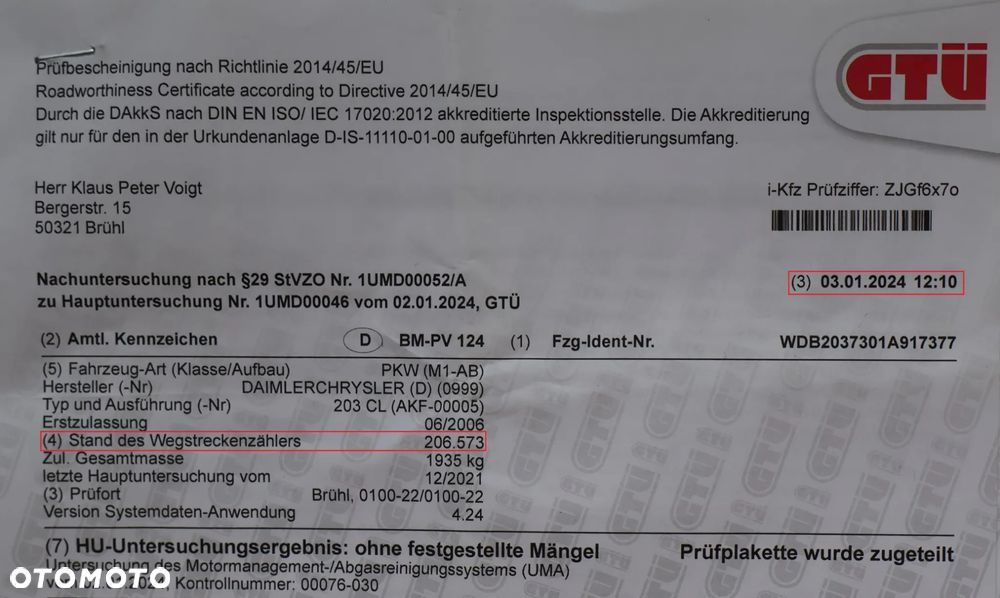 GTÜ
Prüfbescheinigung nach Richtlinie 2014/45/EU
Roadworthiness Certificate according to Directive 2014/45/EU
Durch die DAkkS nach DIN EN ISO/ IEC 17020:2012 akkreditierte Inspektionsstelle. Die Akkreditierung
gilt nur für den in der Urkundenanlage D-IS-11110-01-00 aufgeführten Akkreditierungsumfang.
Herr Klaus Peter Voigt
i-Kfz Prüfziffer: ZJGf6x7o
Bergerstr. 15
50321 Brühl
Nachuntersuchung nach §29 StVZO Nr. 1UMD00052/A
(3) 03.01.2024 12:10
zu Hauptuntersuchung Nr. 1UMD00046 vom 02.01.2024, GTÜ
(2) Amtl. Kennzeichen D BM-PV 124 (1) Fzg-Ident-Nr. WDB2037301A917377
(5) Fahrzeug-Art (Klasse/Aufbau) PKW (M1-AB)
Hersteller (-Nr) DAIMLERCHRYSLER (D) (0999)
Typ und Ausführung (-Nr) 203 CL (AKF-00005)
Erstzulassung 06/2006
(4) Stand des Wegstreckenzählers 206.573
Zul. Gesamtmasse 1935 kg
letzte Hauptuntersuchung vom 12/2021
(3) Prüfort Brühl, 0100-22/0100-22
Version Systemdaten-Anwendung 4.24
(7) HU-Untersuchungsergebnis: ohne festgestellte Mängel Prüfplakette wurde zugeteilt
Untersuchung des Motormanagement-/Abgasreinigungssystems (UMA)
Kontrollnummer: 00076-030
OTOMOTO